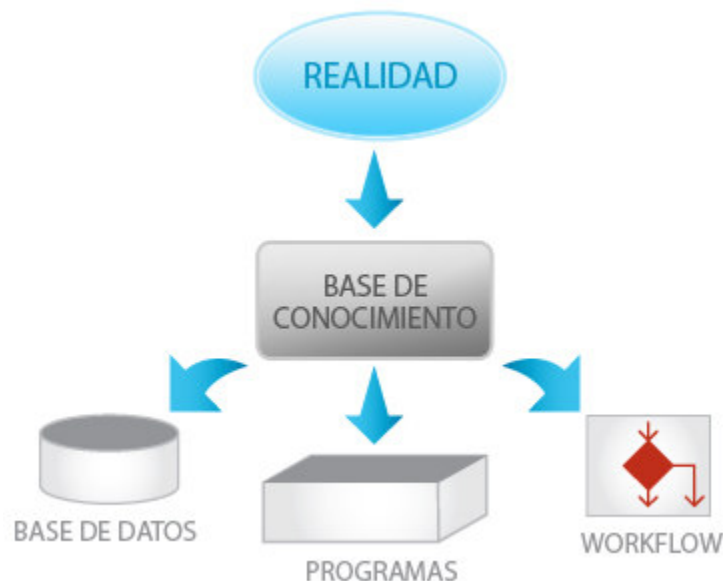 REALIDAD
BASE DE
CONOCIMIENTO
BASE DE DATOS
PROGRAMAS
WORKFLOW